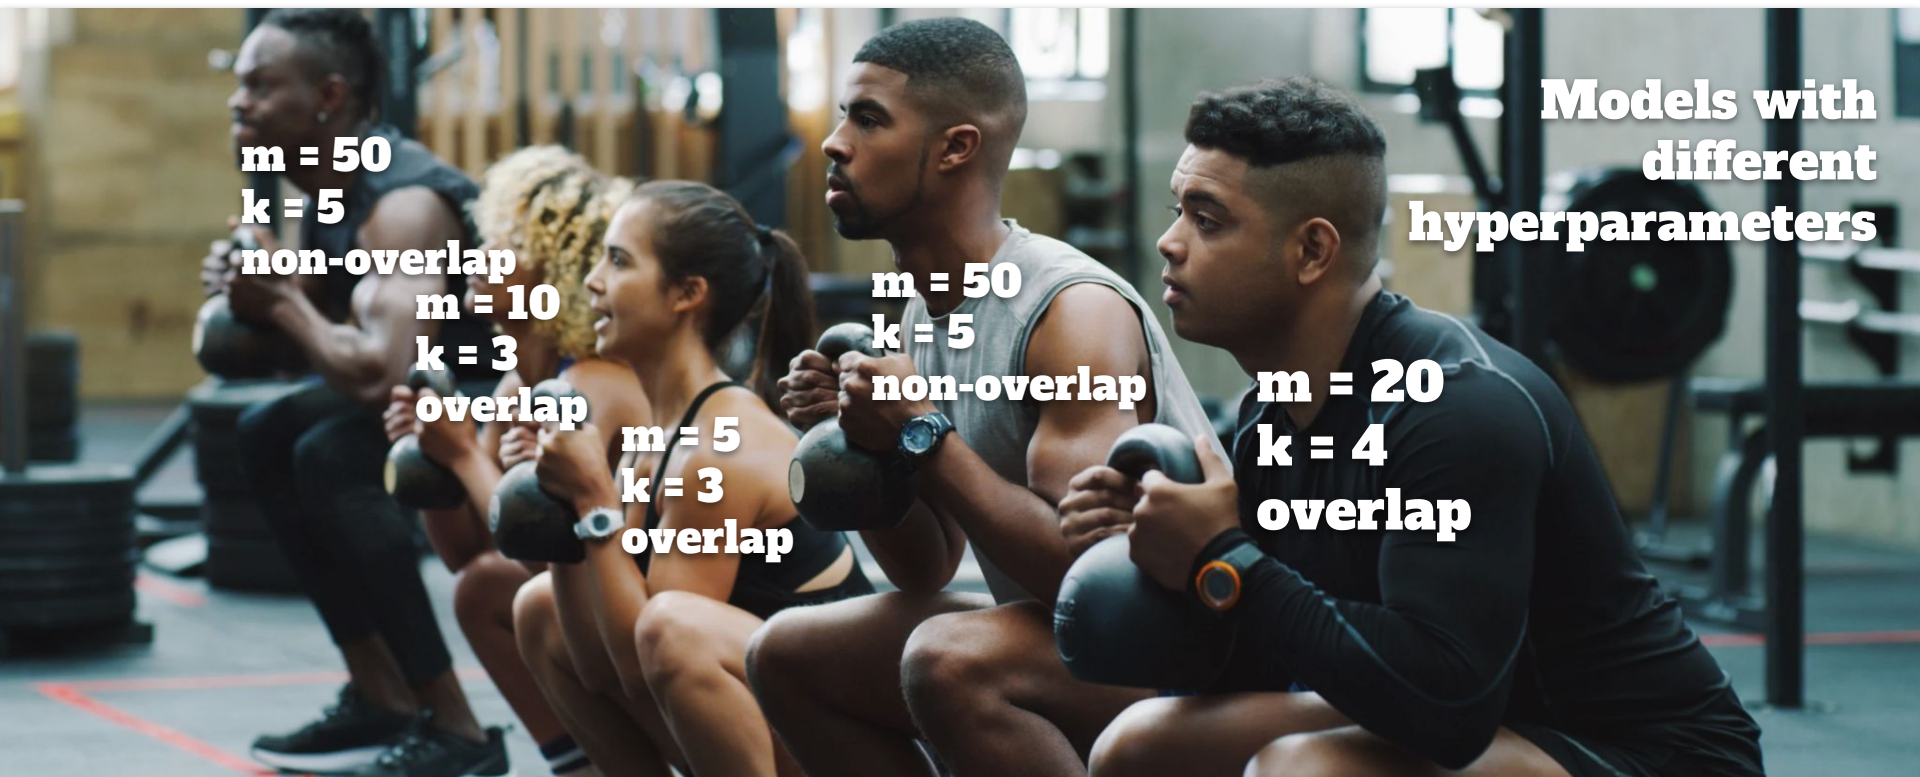 Models with
different
hyperparameters
m = 50
k = 5
non-overlap
m = 10
k = 3
overlap
m = 5
k = 3
overlap
m = 50
k = 5
non-overlap
m = 20
k = 4
overlap